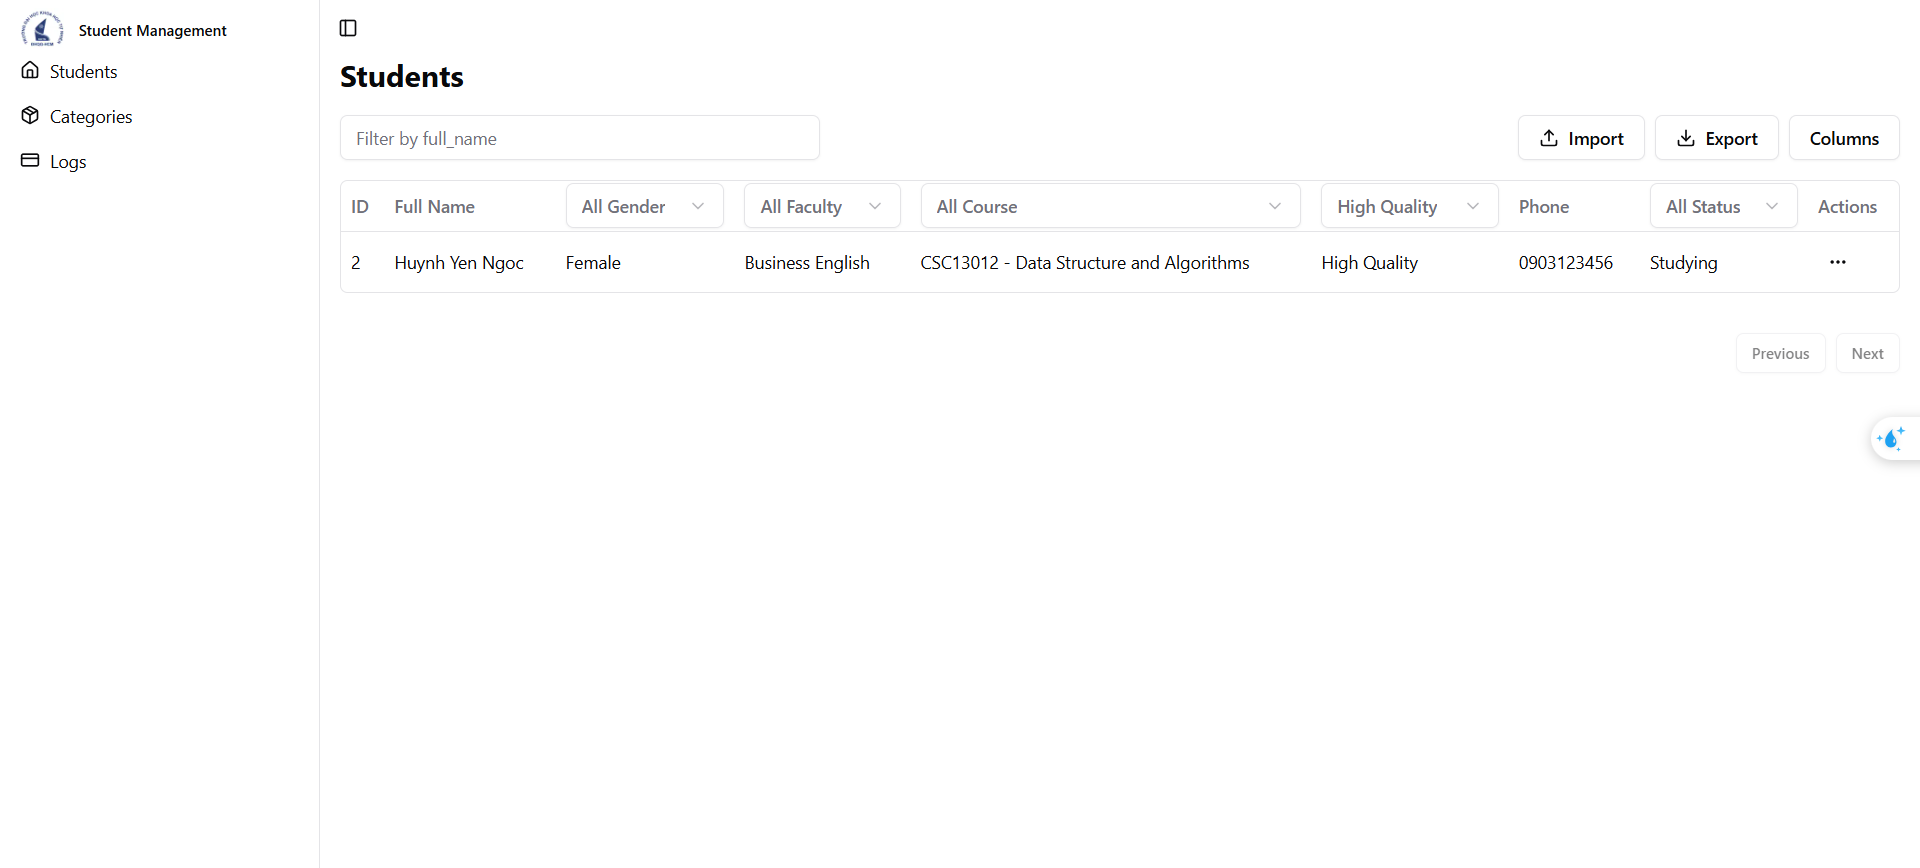 Student Management
Students
Categories
Logs
Students
Filter by full_name
Import
Export
Columns
ID Full Name All Gender All Faculty All Course High Quality Phone All Status Actions
2 Huynh Yen Ngoc Female Business English CSC13012 - Data Structure and Algorithms High Quality 0903123456 Studying
Previous
Next